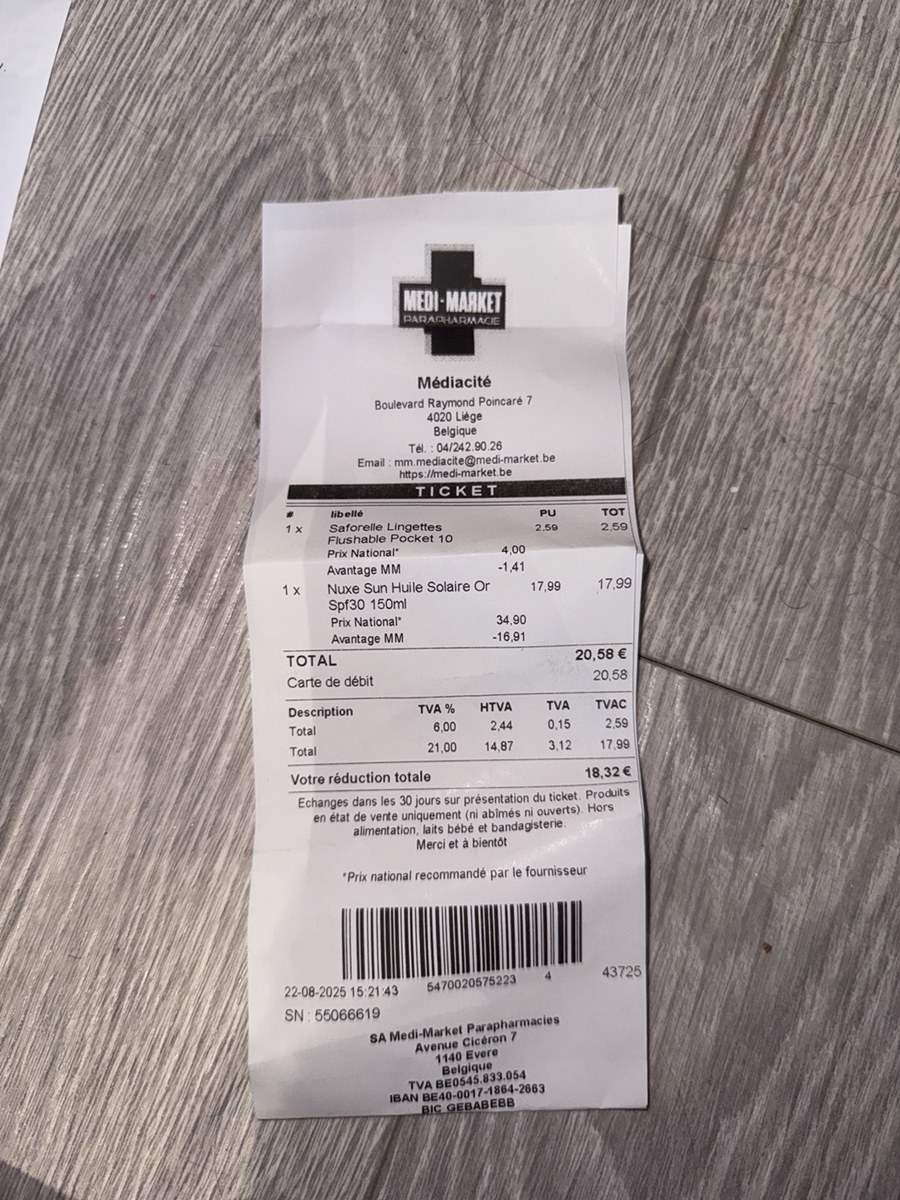 MEDI-MARKET
PARAPHARMACIE
Médiacité
Boulevard Raymond Poincaré 7
4020 Liège
Belgique
Tél. : 04/242.90.26
Email : mm.mediacite@medi-market.be
https://medi-market.be
TICKET
# libellé PU TOT
1 x Saforelle Lingettes 2,59 2,59
Flushable Pocket 10
Prix National* 4,00
Avantage MM -1,41
1 x Nuxe Sun Huile Solaire Or 17,99 17,99
Spf30 150ml
Prix National* 34,90
Avantage MM -16,91
TOTAL 20,58 €
Carte de débit 20,58
Description TVA % HTVA TVA TVAC
Total 6,00 2,44 0,15 2,59
Total 21,00 14,87 3,12 17,99
Votre réduction totale 18,32 €
Echanges dans les 30 jours sur présentation du ticket. Produits
en état de vente uniquement (ni abîmés ni ouverts). Hors
alimentation, laits bébé et bandagisterie.
Merci et à bientôt
*Prix national recommandé par le fournisseur
22-08-2025 15:21:43 5470020575223 4 43725
SN : 55066619
SA Medi-Market Parapharmacies
Avenue Cicéron 7
1140 Evere
Belgique
TVA BE0545.833.054
IBAN BE40-0017-1864-2663
BIC GEBABEBB